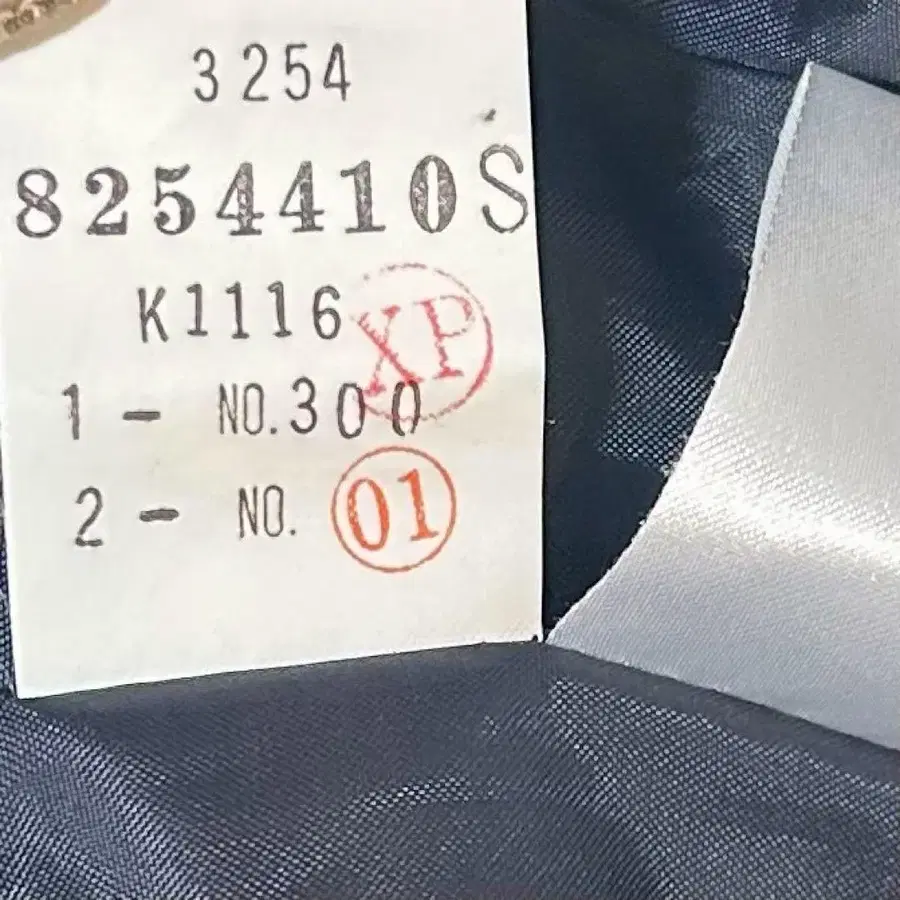 3254
8254410S
K1116
XP
1 - NO.300
2 - NO. 01